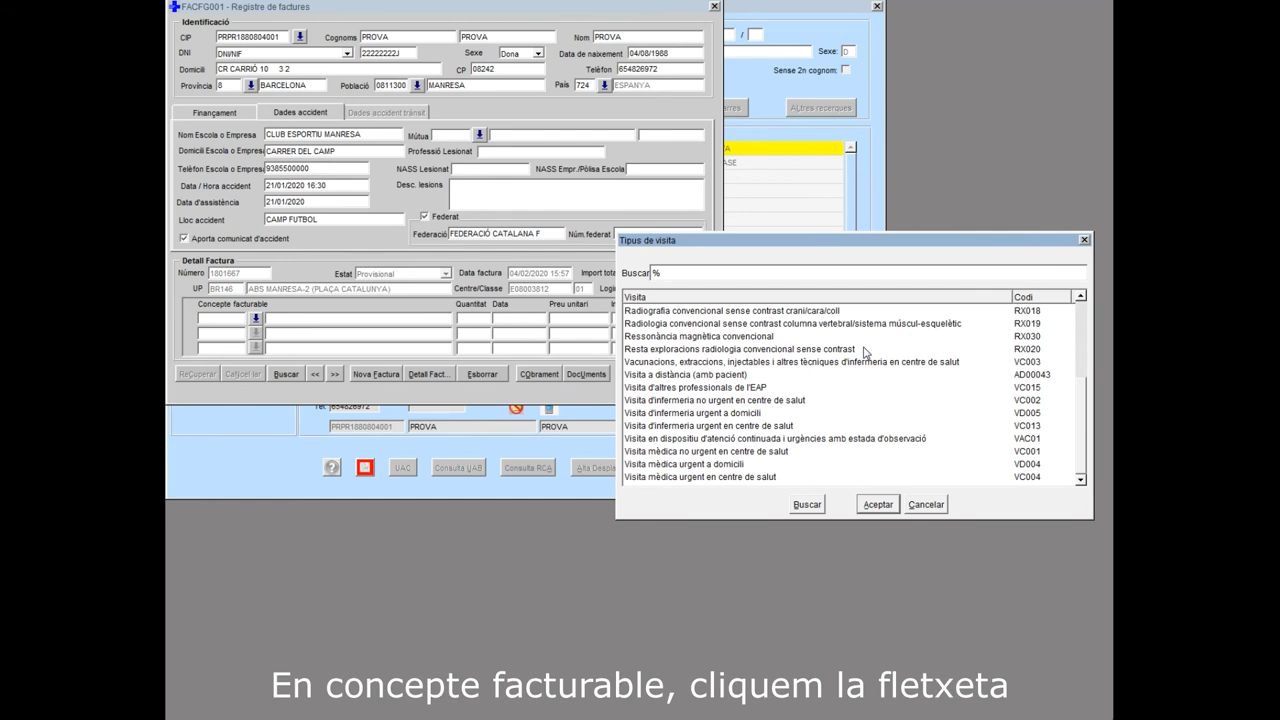 FACFG001 - Registre de factures
Identificació
CIP PRPR1880804001 Cognoms PROVA PROVA Nom PROVA
DNI DNI/NIF 22222222J Sexe Dona Data de naixement 04/08/1988
Domicili CR CARRIÓ 10 3 2 CP 08242 Telèfon 654826972
Província 8 BARCELONA Població 0811300 MANRESA País 724 ESPANYA
/
Sexe: D
Sense 2n cognom:
Altres recerques
Finançament Dades accident Dades accident trànsit
Nom Escola o Empresa CLUB ESPORTIU MANRESA Mútua
Domicili Escola o Empresa CARRER DEL CAMP Professió Lesionat
Telèfon Escola o Empresa 9385500000 NASS Lesionat NASS Empr./Pòlisa Escola
Data / Hora accident 21/01/2020 16:30 Desc. lesions
Data d'assistència 21/01/2020
Lloc accident CAMP FUTBOL Federat
Aporta comunicat d'accident Federació FEDERACIÓ CATALANA F Núm.federat
Detall Factura
Número 1801667 Estat Provisional Data factura 04/02/2020 15:57 Import tota
UP BR146 ABS MANRESA-2 (PLAÇA CATALUNYA) Centre/Classe E08003812 01 Logi
Concepte facturable Quantitat Data Preu unitari
ReCuperar Cancel·lar Buscar << >> Nova Factura Detall Fact... Esborrar CObrament DocUments
Tel. 654826972
PRPR1880804001 PROVA PROVA
? UAC Consulta UAB Consulta RCA Alta Despla
Tipus de visita
Buscar %
Visita Codi
Radiografia convencional sense contrast crani/cara/coll RX018
Radiologia convencional sense contrast columna vertebral/sistema múscul-esquelètic RX019
Ressonància magnètica convencional RX030
Resta exploracions radiologia convencional sense contrast RX020
Vacunacions, extraccions, injectables i altres tècniques d'infermeria en centre de salut VC003
Visita a distància (amb pacient) AD00043
Visita d'altres professionals de l'EAP VC015
Visita d'infermeria no urgent en centre de salut VC002
Visita d'infermeria urgent a domicili VD005
Visita d'infermeria urgent en centre de salut VC013
Visita en dispositiu d'atenció continuada i urgències amb estada d'observació VAC01
Visita mèdica no urgent en centre de salut VC001
Visita mèdica urgent a domicili VD004
Visita mèdica urgent en centre de salut VC004
Buscar Aceptar Cancelar
En concepte facturable, cliquem la fletxeta